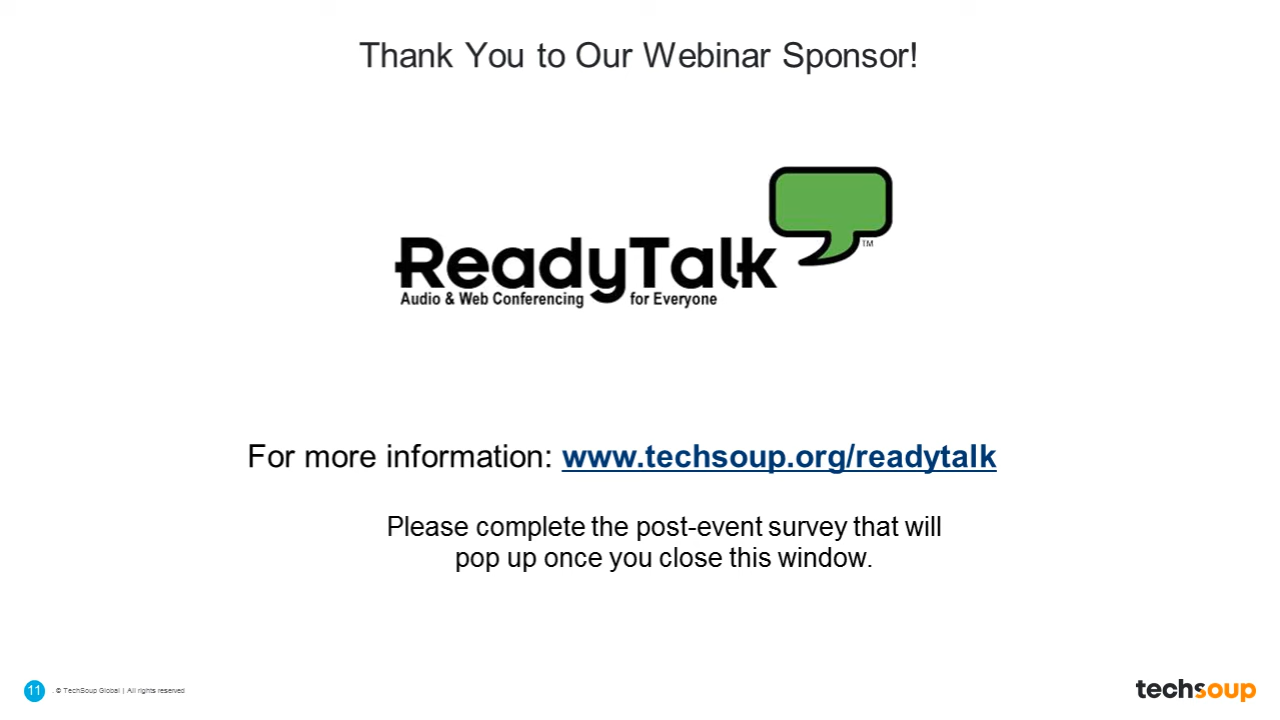 Thank You to Our Webinar Sponsor!
ReadyTalk
TM
Audio & Web Conferencing for Everyone
For more information: www.techsoup.org/readytalk
Please complete the post-event survey that will
pop up once you close this window.
11 . © TechSoup Global | All rights reserved
techsoup